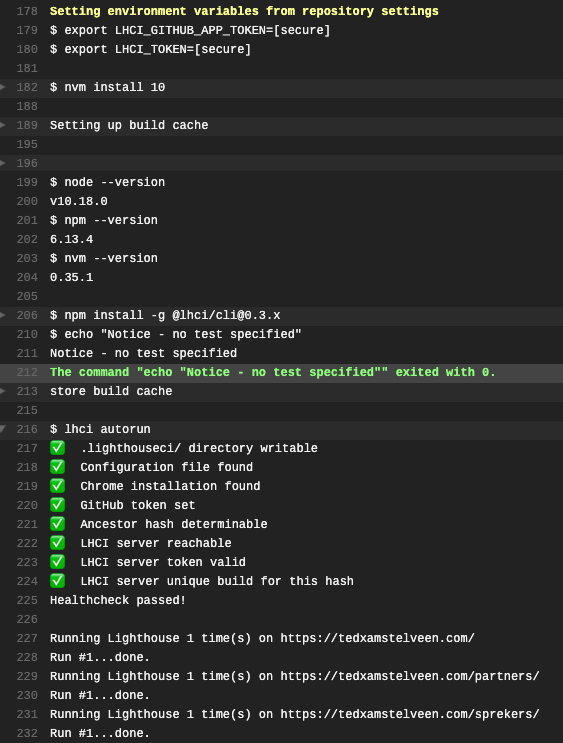 178 Setting environment variables from repository settings
179 $ export LHCI_GITHUB_APP_TOKEN=[secure]
180 $ export LHCI_TOKEN=[secure]
181
182 $ nvm install 10
188
189 Setting up build cache
195
196
199 $ node --version
200 v10.18.0
201 $ npm --version
202 6.13.4
203 $ nvm --version
204 0.35.1
205
206 $ npm install -g @lhci/cli@0.3.x
210 $ echo "Notice - no test specified"
211 Notice - no test specified
212 The command "echo "Notice - no test specified"" exited with 0.
213 store build cache
215
216 $ lhci autorun
217 ✅ .lighthouseci/ directory writable
218 ✅ Configuration file found
219 ✅ Chrome installation found
220 ✅ GitHub token set
221 ✅ Ancestor hash determinable
222 ✅ LHCI server reachable
223 ✅ LHCI server token valid
224 ✅ LHCI server unique build for this hash
225 Healthcheck passed!
226
227 Running Lighthouse 1 time(s) on https://tedxamstelveen.com/
228 Run #1...done.
229 Running Lighthouse 1 time(s) on https://tedxamstelveen.com/partners/
230 Run #1...done.
231 Running Lighthouse 1 time(s) on https://tedxamstelveen.com/sprekers/
232 Run #1...done.